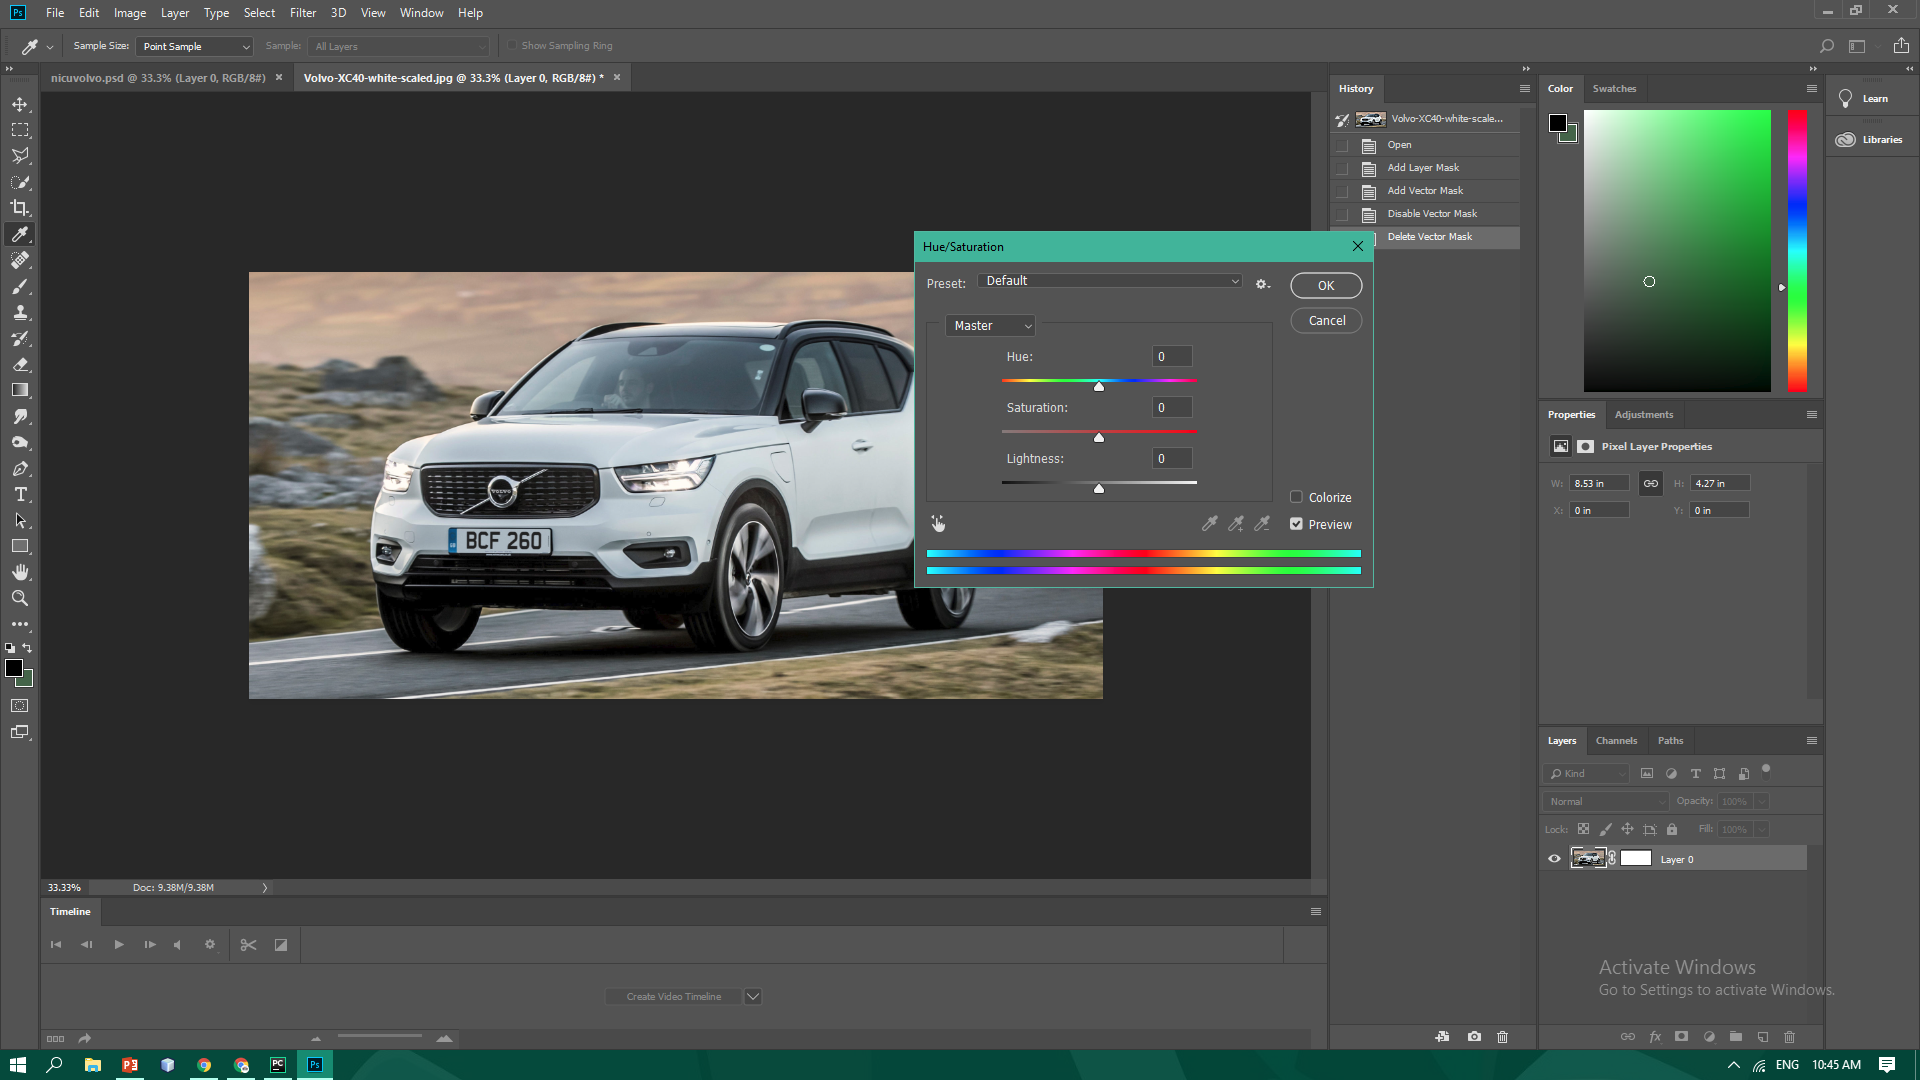 Ps File Edit Image Layer Type Select Filter 3D View Window Help
Sample Size: Point Sample Sample: All Layers Show Sampling Ring
nicuvolvo.psd @ 33.3% (Layer 0, RGB/8#) Volvo-XC40-white-scaled.jpg @ 33.3% (Layer 0, RGB/8#) *
History
Volvo-XC40-white-scale...
Open
Add Layer Mask
Add Vector Mask
Disable Vector Mask
Delete Vector Mask
Color Swatches
Learn
Libraries
Hue/Saturation
Preset: Default
OK
Cancel
Master
Hue: 0
Saturation: 0
Lightness: 0
Colorize
Preview
VOLVO
BCF 260
Properties Adjustments
Pixel Layer Properties
W: 8.53 in H: 4.27 in
X: 0 in Y: 0 in
Layers Channels Paths
Kind
Normal Opacity: 100%
Lock: Fill: 100%
Layer 0
33.33% Doc: 9.38M/9.38M
Timeline
Create Video Timeline
Activate Windows
Go to Settings to activate Windows.
fx
PC Ps ENG 10:45 AM